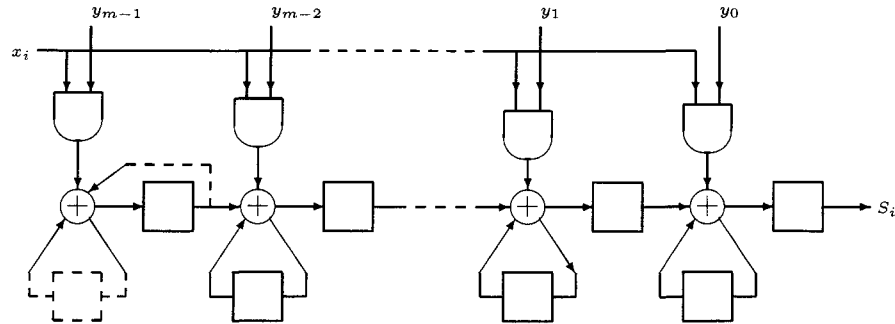 y_{m-1} y_{m-2} y_1 y_0
x_i
+ + + +
S_i